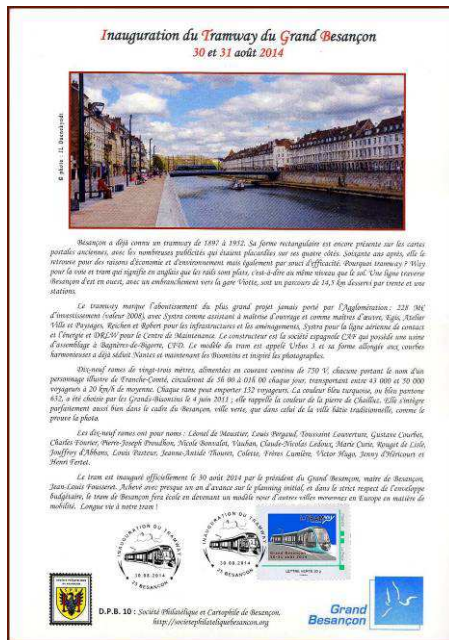 Inauguration du Tramway du Grand Besançon
30 et 31 août 2014
© photo : J.L. Ducondu
Besançon a déjà connu un tramway de 1897 à 1952. Sa forme rectangulaire est encore présente sur les cartes
postales anciennes, avec les nombreuses publicités qui étaient placardées sur ses quatre côtés. Soixante ans après, elle le
retrouve pour des raisons d'économie et d'environnement mais également par souci d'efficacité. Pourquoi tramway ? Way
pour la voie et tram qui signifie en anglais que les rails sont plats, c'est-à-dire au même niveau que le sol. Une ligne traverse
Besançon d'est en ouest, avec un embranchement vers la gare Viotte, soit un parcours de 14,5 km desservi par trente et une
stations.
Le tramway marque l'aboutissement du plus grand projet jamais porté par l'Agglomération : 228 M€
d'investissement (valeur 2008), avec Systra comme assistant à maîtrise d'ouvrage et comme maîtres d'œuvre, Egis, Atelier
Ville et Paysages, Reichen et Robert pour les infrastructures et les aménagements, Systra pour la ligne aérienne de contact
et l'énergie et DRLW pour le Centre de Maintenance. Le constructeur est la société espagnole CAF qui possède une
usine d'assemblage à Bagnères-de-Bigorre, CFD. Le modèle du tram est appelé Urbos 3 et sa forme allongée aux courbes
harmonieuses a déjà séduit Nantes et maintenant les Bisontins et inspiré les photographes.
Dix-neuf rames de vingt-trois mètres, alimentées en courant continu de 750 V, chacune portant le nom d'un
personnage illustre de Franche-Comté, circuleront de 5h 00 à 01h 00 chaque jour, transportant entre 43 000 et 50 000
voyageurs à 20 km/h de moyenne. Chaque rame peut emporter 132 voyageurs. La couleur bleu turquoise, ou bleu pantone
632, a été choisie par les Grands-Bisontins le 4 juin 2011 ; elle rappelle la couleur de la pierre de Chailluz. Elle s'intègre
parfaitement aussi bien dans le cadre du Besançon, ville verte, que dans celui de la ville bâtie traditionnelle, comme le
prouve la photo.
Les dix-neuf rames ont pour noms : Léonel de Moustier, Louis Pergaud, Toussaint Louverture, Gustave Courbet,
Charles Fourier, Pierre-Joseph Proudhon, Nicole Bonvalot, Vauban, Claude-Nicolas Ledoux, Marie Curie, Rouget de Lisle,
Jouffroy d'Abbans, Louis Pasteur, Jeanne-Antide Thouret, Colette, Frères Lumière, Victor Hugo, Jenny d'Héricourt et
Henri Fertet.
Le tram est inauguré officiellement le 30 août 2014 par le président du Grand Besançon, maire de Besançon,
Jean-Louis Fousseret. Achevé avec presque un an d'avance sur le planning initial, et dans le strict respect de l'enveloppe
budgétaire, le tram de Besançon fera école en devenant un modèle pour d'autres villes moyennes en Europe en matière de
mobilité. Longue vie à notre tram !
INAUGURATION DU TRAMWAY
30.08.2014
25 BESANÇON
INAUGURATION DU TRAMWAY
30.08.2014
25 BESANÇON
Grand Besançon
LETTRE VERTE 20 g
D.P.B. 10 : Société Philatélique et Cartophile de Besançon.
http://societephilateliquebesancon.org
Grand
Besançon